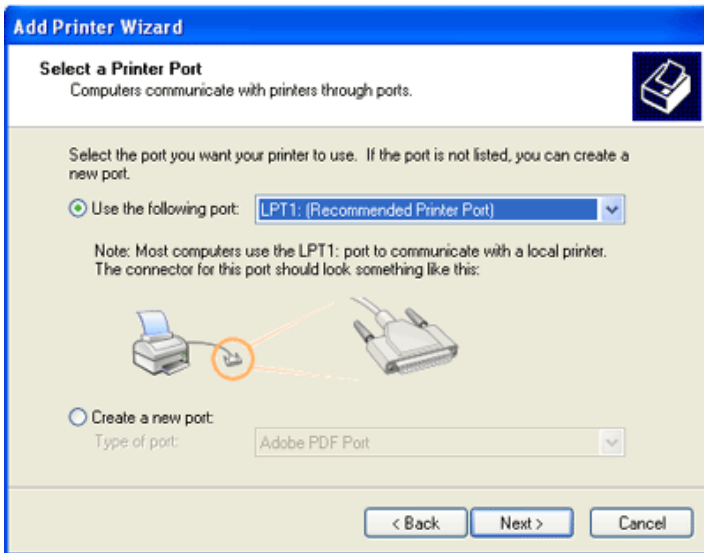 Add Printer Wizard
Select a Printer Port
Computers communicate with printers through ports.
Select the port you want your printer to use. If the port is not listed, you can create a
new port.
Use the following port: LPT1: (Recommended Printer Port)
Note: Most computers use the LPT1: port to communicate with a local printer.
The connector for this port should look something like this:
Create a new port:
Type of port: Adobe PDF Port
< Back Next > Cancel